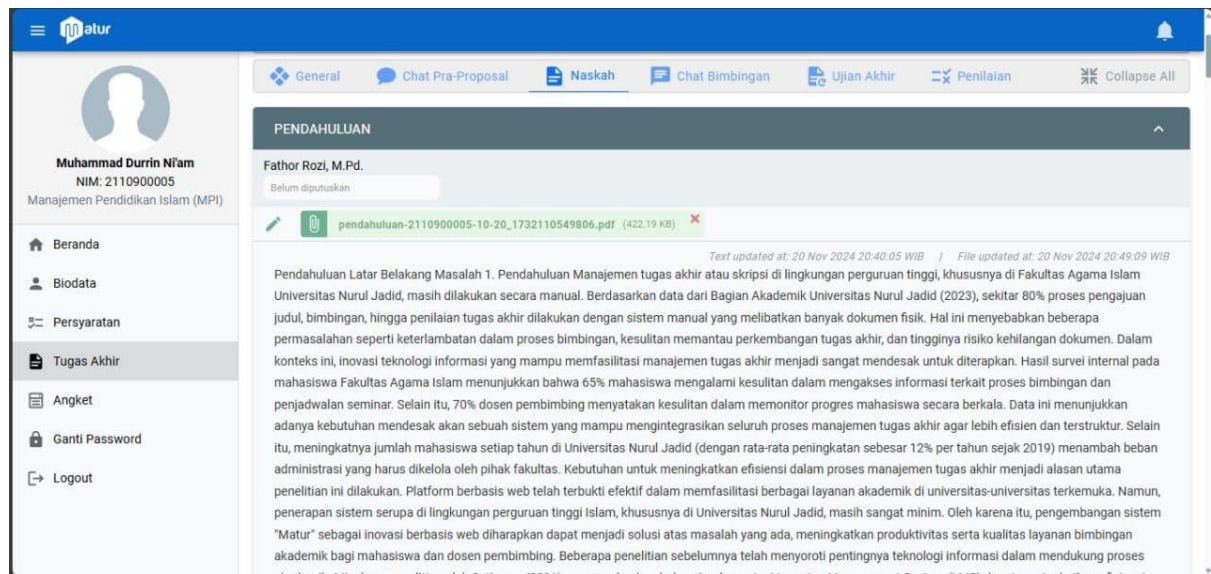 Matur
General
Chat Pra-Proposal
Naskah
Chat Bimbingan
Ujian Akhir
Penilaian
Collapse All
Muhammad Durrin Ni'am
NIM: 2110900005
Manajemen Pendidikan Islam (MPI)
Beranda
Biodata
Persyaratan
Tugas Akhir
Angket
Ganti Password
Logout
PENDAHULUAN
Fathor Rozi, M.Pd.
Belum diputuskan
pendahuluan-2110900005-10-20_1732110549806.pdf (422.19 KB)
Text updated at: 20 Nov 2024 20:40:05 WIB | File updated at: 20 Nov 2024 20:49:09 WIB
Pendahuluan Latar Belakang Masalah 1. Pendahuluan Manajemen tugas akhir atau skripsi di lingkungan perguruan tinggi, khususnya di Fakultas Agama Islam
Universitas Nurul Jadid, masih dilakukan secara manual. Berdasarkan data dari Bagian Akademik Universitas Nurul Jadid (2023), sekitar 80% proses pengajuan
judul, bimbingan, hingga penilaian tugas akhir dilakukan dengan sistem manual yang melibatkan banyak dokumen fisik. Hal ini menyebabkan beberapa
permasalahan seperti keterlambatan dalam proses bimbingan, kesulitan memantau perkembangan tugas akhir, dan tingginya risiko kehilangan dokumen. Dalam
konteks ini, inovasi teknologi informasi yang mampu memfasilitasi manajemen tugas akhir menjadi sangat mendesak untuk diterapkan. Hasil survei internal pada
mahasiswa Fakultas Agama Islam menunjukkan bahwa 65% mahasiswa mengalami kesulitan dalam mengakses informasi terkait proses bimbingan dan
penjadwalan seminar. Selain itu, 70% dosen pembimbing menyatakan kesulitan dalam memonitor progres mahasiswa secara berkala. Data ini menunjukkan
adanya kebutuhan mendesak akan sebuah sistem yang mampu mengintegrasikan seluruh proses manajemen tugas akhir agar lebih efisien dan terstruktur. Selain
itu, meningkatnya jumlah mahasiswa setiap tahun di Universitas Nurul Jadid (dengan rata-rata peningkatan sebesar 12% per tahun sejak 2019) menambah beban
administrasi yang harus dikelola oleh pihak fakultas. Kebutuhan untuk meningkatkan efisiensi dalam proses manajemen tugas akhir menjadi alasan utama
penelitian ini dilakukan. Platform berbasis web telah terbukti efektif dalam memfasilitasi berbagai layanan akademik di universitas-universitas terkemuka. Namun,
penerapan sistem serupa di lingkungan perguruan tinggi Islam, khususnya di Universitas Nurul Jadid, masih sangat minim. Oleh karena itu, pengembangan sistem
"Matur" sebagai inovasi berbasis web diharapkan dapat menjadi solusi atas masalah yang ada, meningkatkan produktivitas serta kualitas layanan bimbingan
akademik bagi mahasiswa dan dosen pembimbing. Beberapa penelitian sebelumnya telah menyoroti pentingnya teknologi informasi dalam mendukung proses